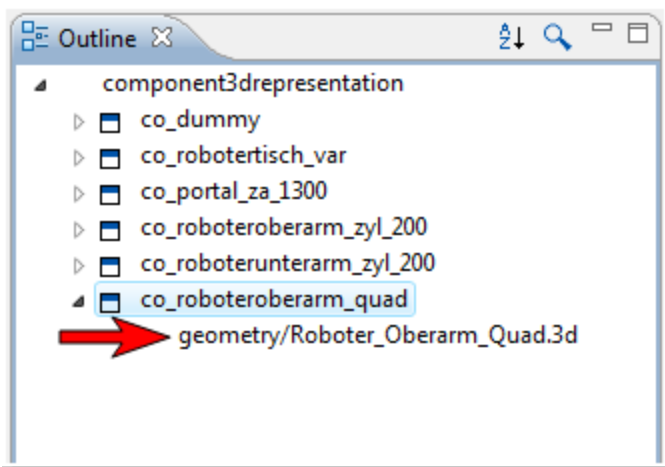 Outline
component3drepresentation
co_dummy
co_robotertisch_var
co_portal_za_1300
co_roboteroberarm_zyl_200
co_roboterunterarm_zyl_200
co_roboteroberarm_quad
geometry/Roboter_Oberarm_Quad.3d